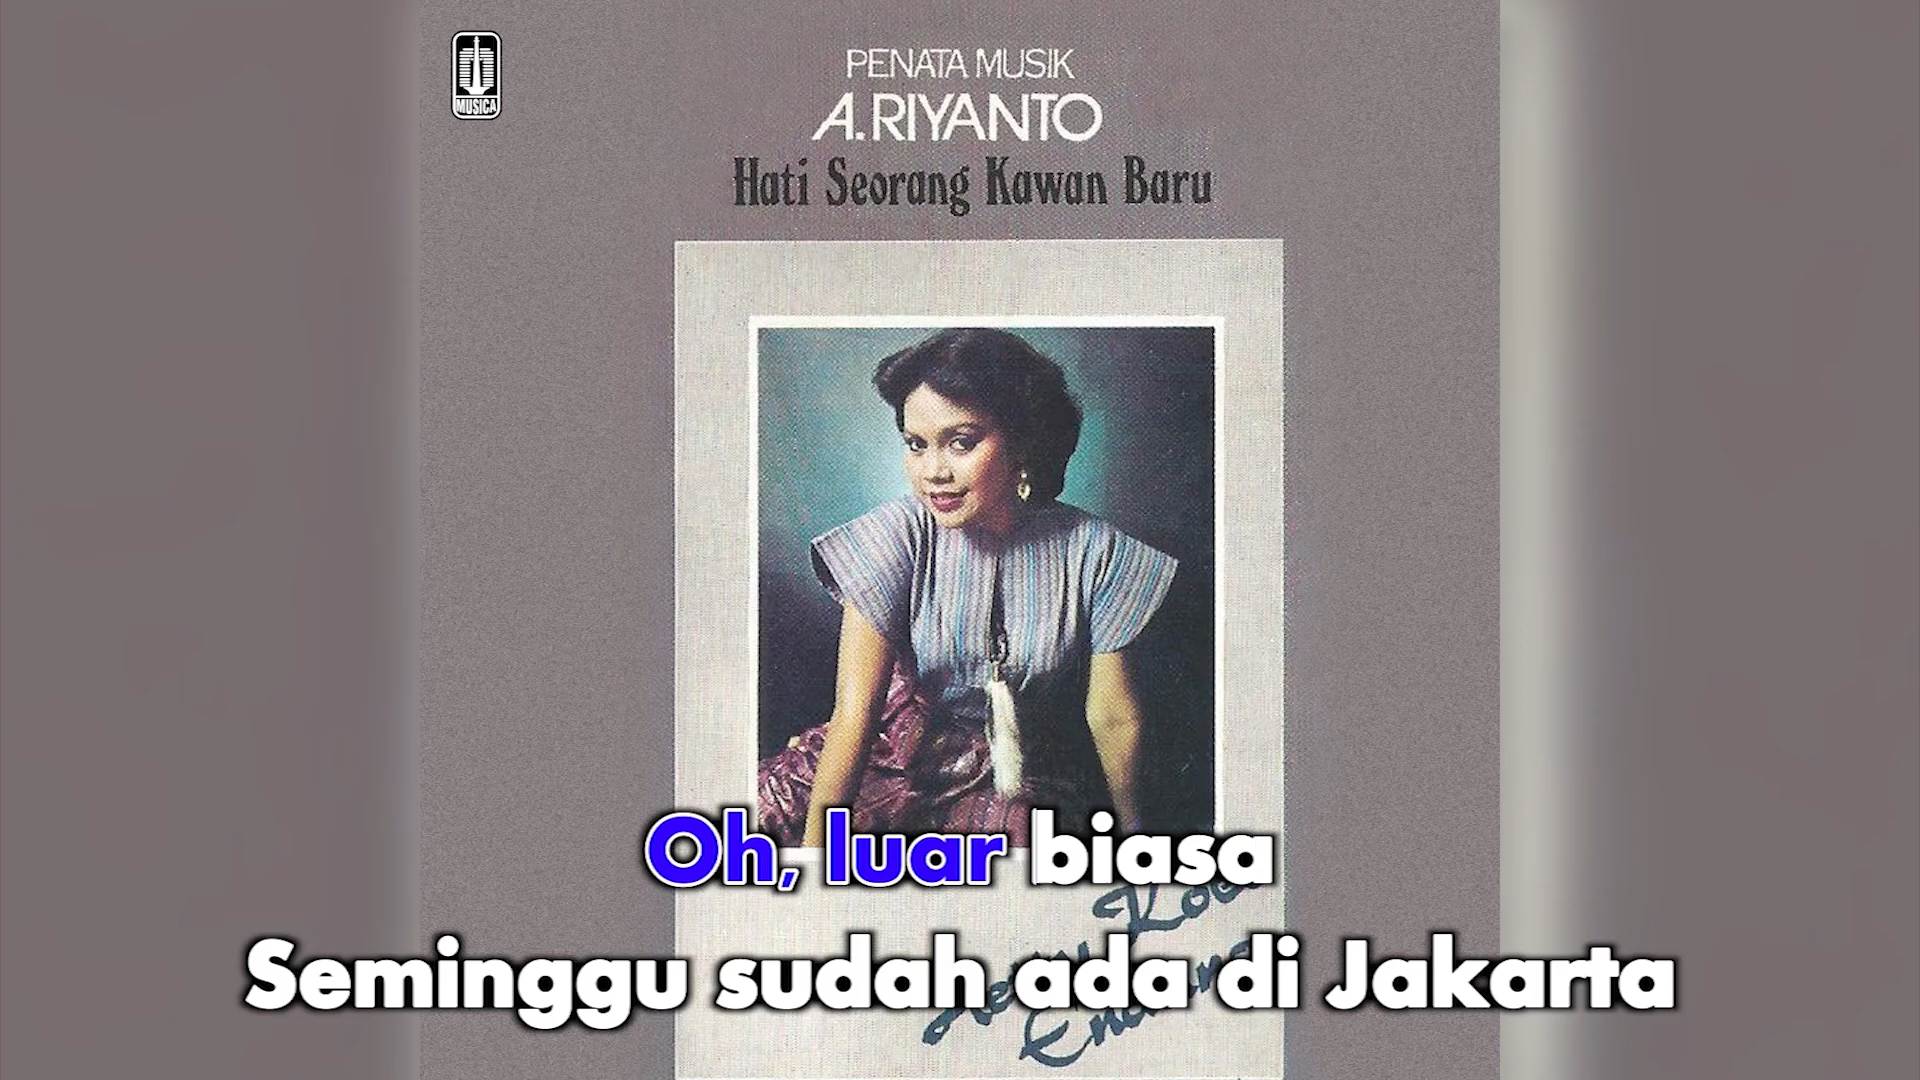 MUSICA
PENATA MUSIK
A. RIYANTO
Hati Seorang Kawan Baru
Oh, luar biasa
Seminggu sudah ada di Jakarta